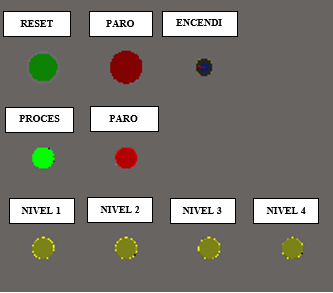 RESET PARO ENCENDI
PROCES PARO
NIVEL 1 NIVEL 2 NIVEL 3 NIVEL 4